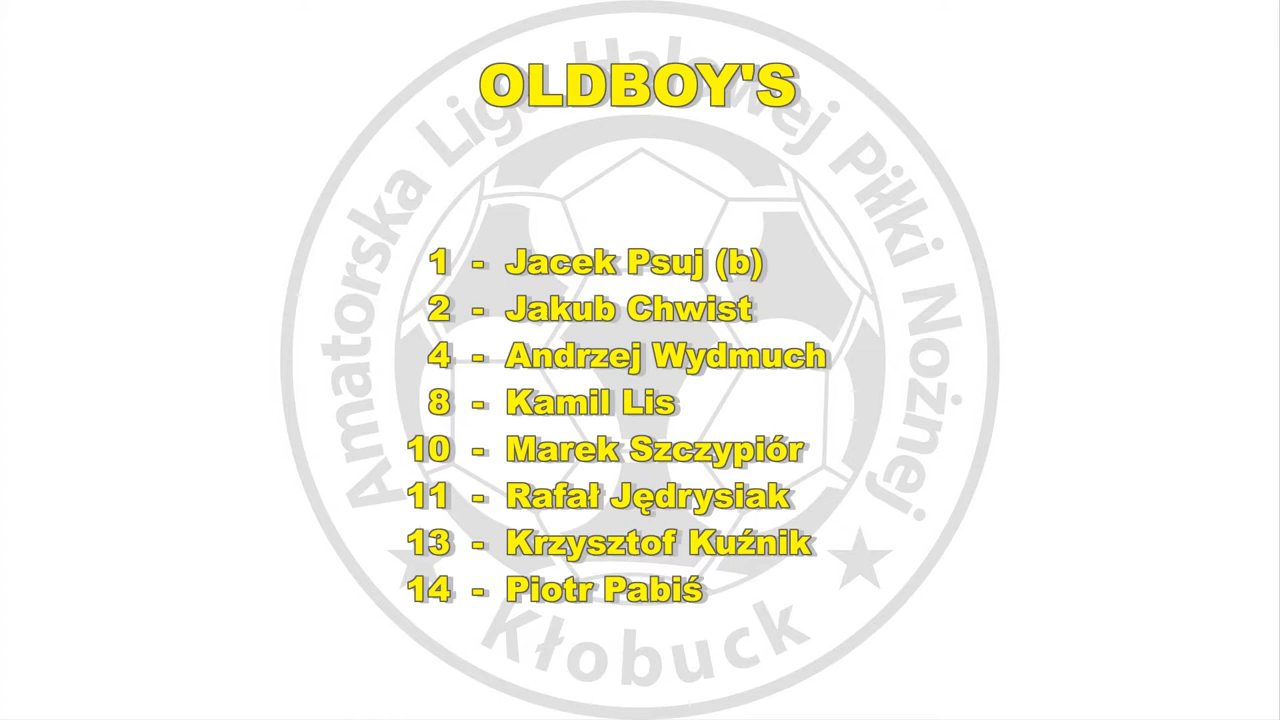 OLDBOY'S
Amatorska Liga Halowej Piłki Nożnej
1 - Jacek Psuj (b)
2 - Jakub Chwist
4 - Andrzej Wydmuch
8 - Kamil Lis
10 - Marek Szczypiór
11 - Rafał Jędrysiak
13 - Krzysztof Kuźnik
14 - Piotr Pabiś
Kłobuck